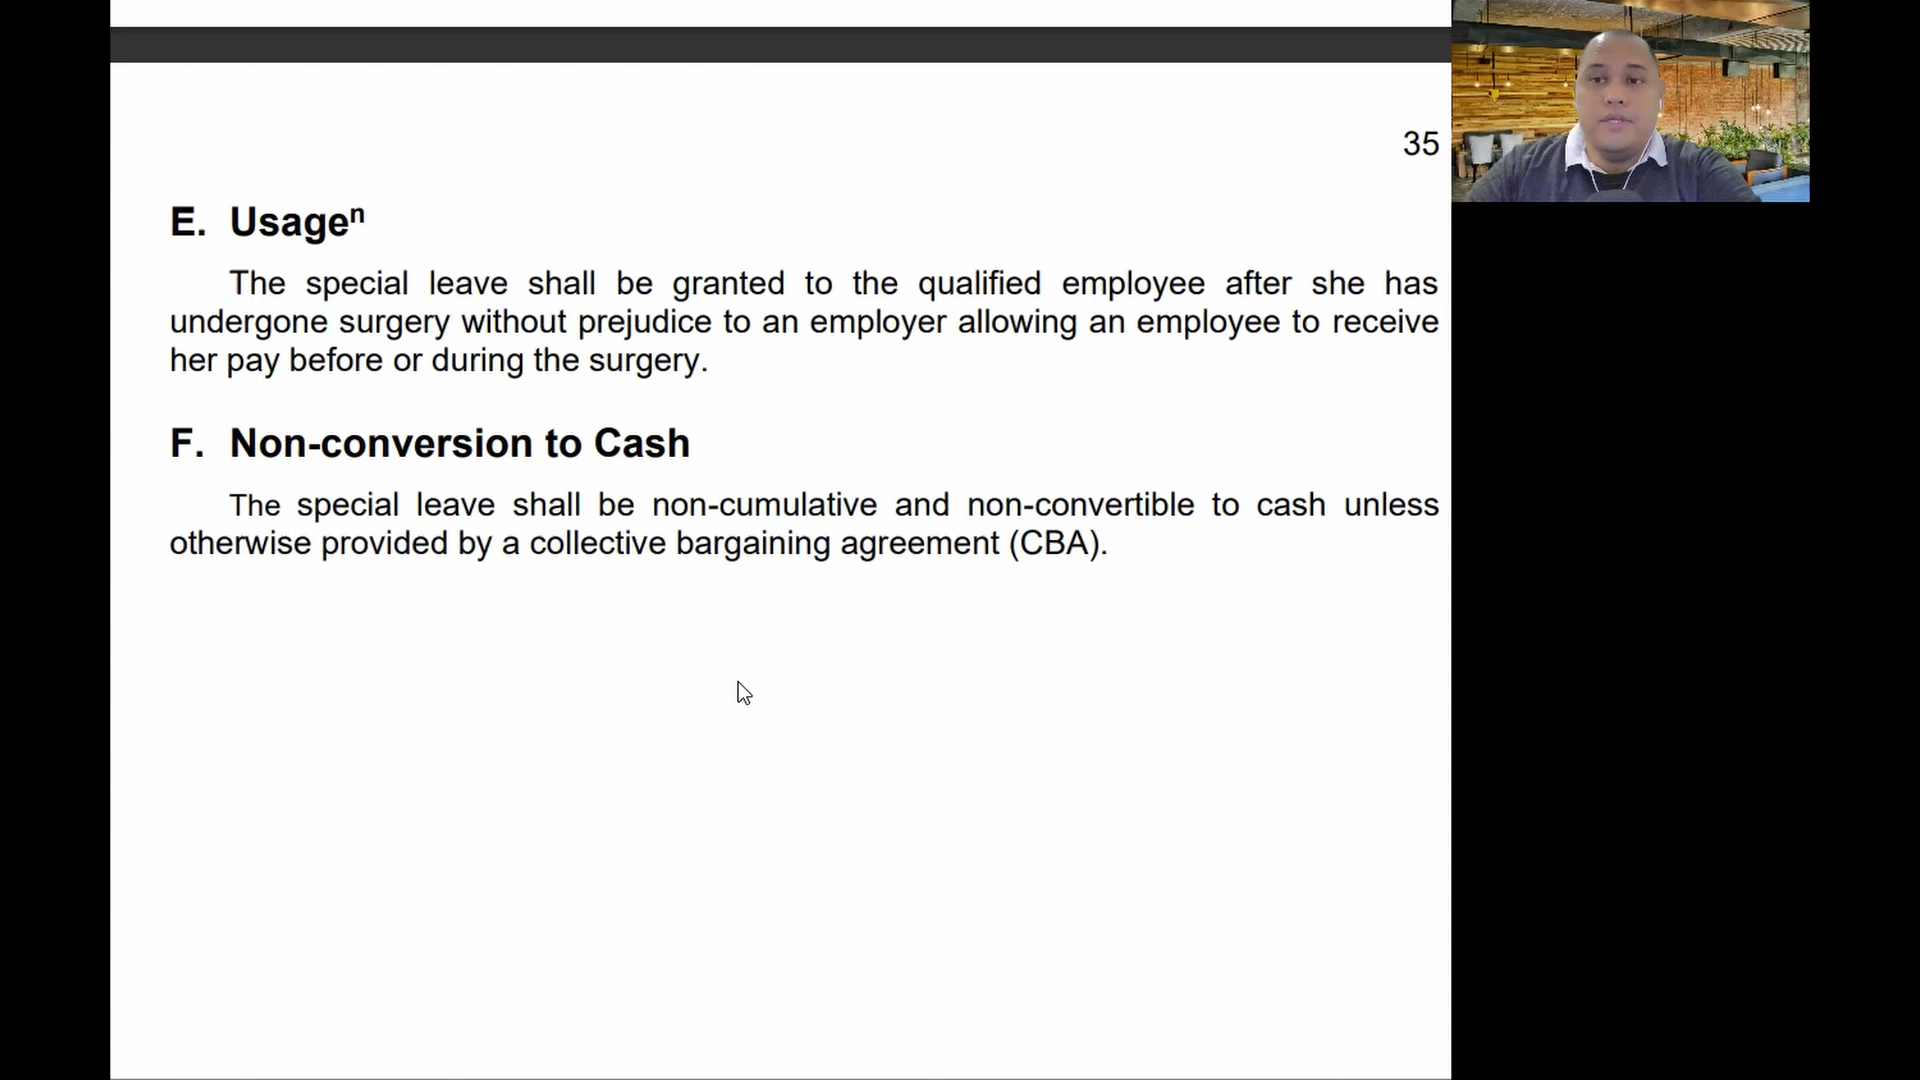 35
E. Usageⁿ
The special leave shall be granted to the qualified employee after she has
undergone surgery without prejudice to an employer allowing an employee to receive
her pay before or during the surgery.
F. Non-conversion to Cash
The special leave shall be non-cumulative and non-convertible to cash unless
otherwise provided by a collective bargaining agreement (CBA).